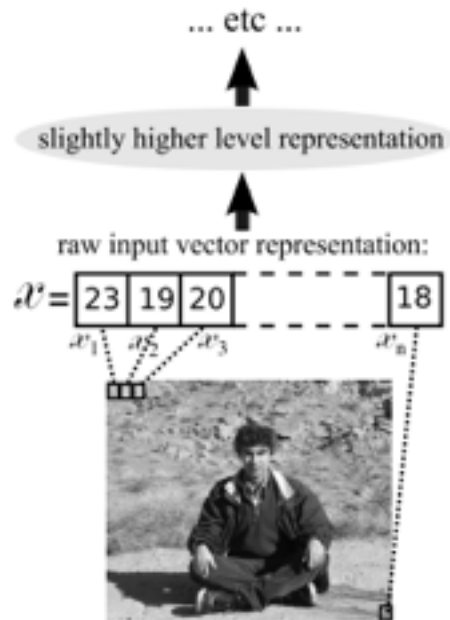 ... etc ...
slightly higher level representation
raw input vector representation:
x = 23 19 20 18
x₁ x₂ x₃ xₙ